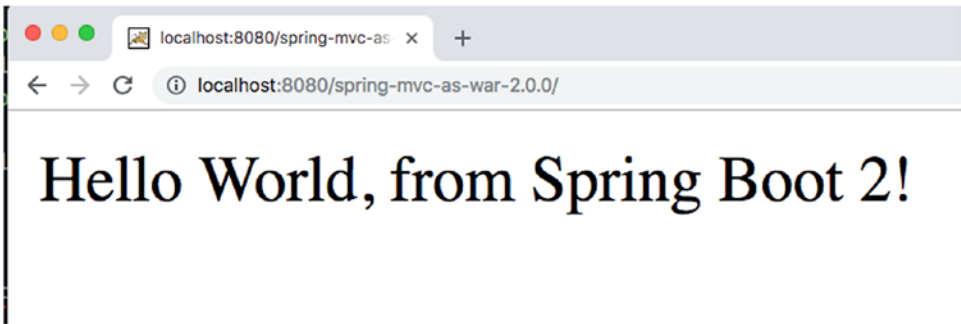 localhost:8080/spring-mvc-as-
localhost:8080/spring-mvc-as-war-2.0.0/
Hello World, from Spring Boot 2!